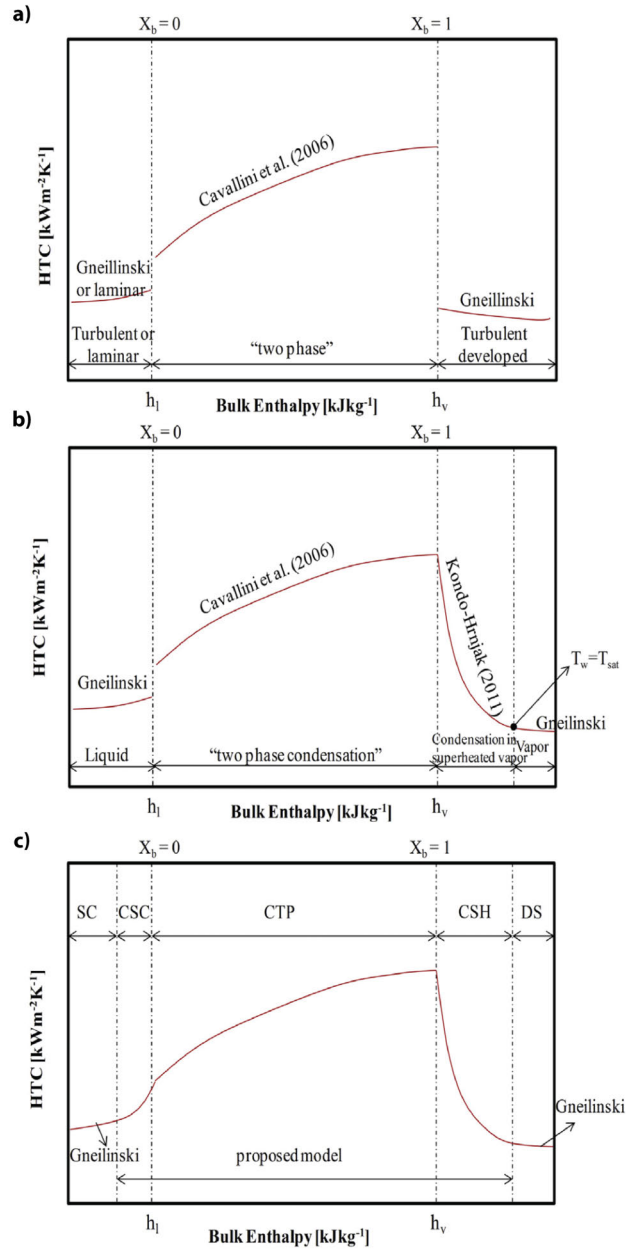 a)
X_b = 0
X_b = 1
HTC [kWm⁻²K⁻¹]
Cavallini et al. (2006)
Gneillinski
or laminar
Gneillinski
Turbulent or
laminar
"two phase"
Turbulent
developed
h_l
Bulk Enthalpy [kJkg⁻¹]
h_v
b)
X_b = 0
X_b = 1
HTC [kWm⁻²K⁻¹]
Cavallini et al. (2006)
Kondo-Hrnjak (2011)
T_w=T_sat
Gneilinski
Gneilinski
Liquid
"two phase condensation"
Condensation in
superheated vapor
Vapor
h_l
Bulk Enthalpy [kJkg⁻¹]
h_v
c)
X_b = 0
X_b = 1
SC
CSC
CTP
CSH
DS
HTC [kWm⁻²K⁻¹]
Gneilinski
Gneilinski
proposed model
h_l
Bulk Enthalpy [kJkg⁻¹]
h_v